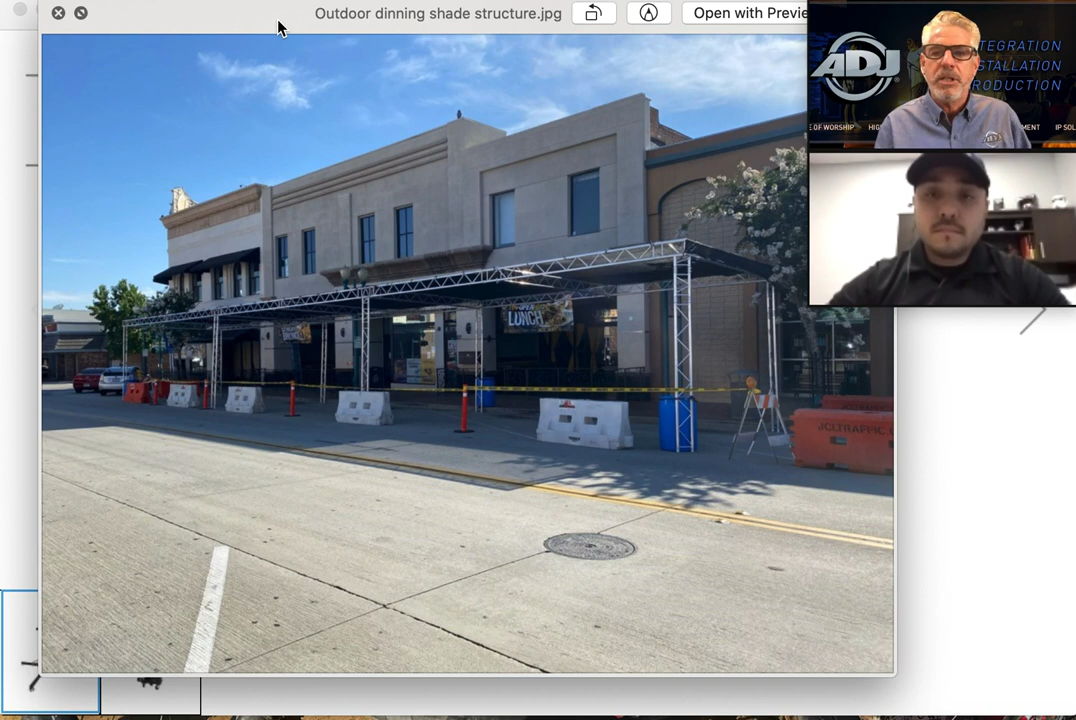 Outdoor dinning shade structure.jpg
Open with Previe
ADJ
TEGRATION
STALLATION
RODUCTION
E OF WORSHIP
HIG
MENT
IP SOL
LUNCH
JCLTRAFFIC